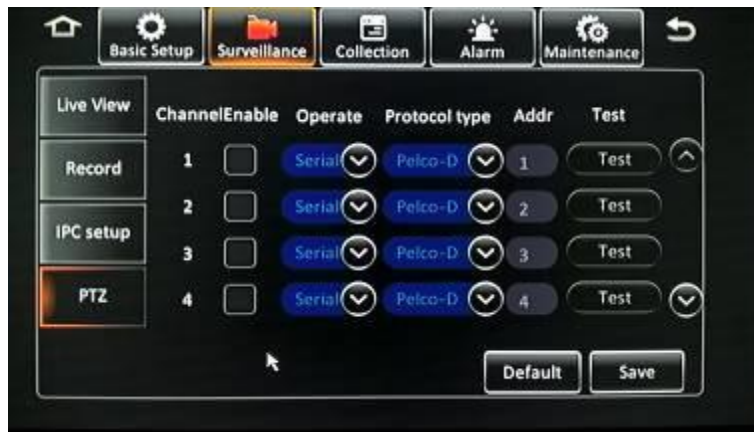 Basic Setup Surveillance Collection Alarm Maintenance
Live View
Record
IPC setup
PTZ
Channel Enable Operate Protocol type Addr Test
1 Serial Pelco-D 1 Test
2 Serial Pelco-D 2 Test
3 Serial Pelco-D 3 Test
4 Serial Pelco-D 4 Test
Default Save